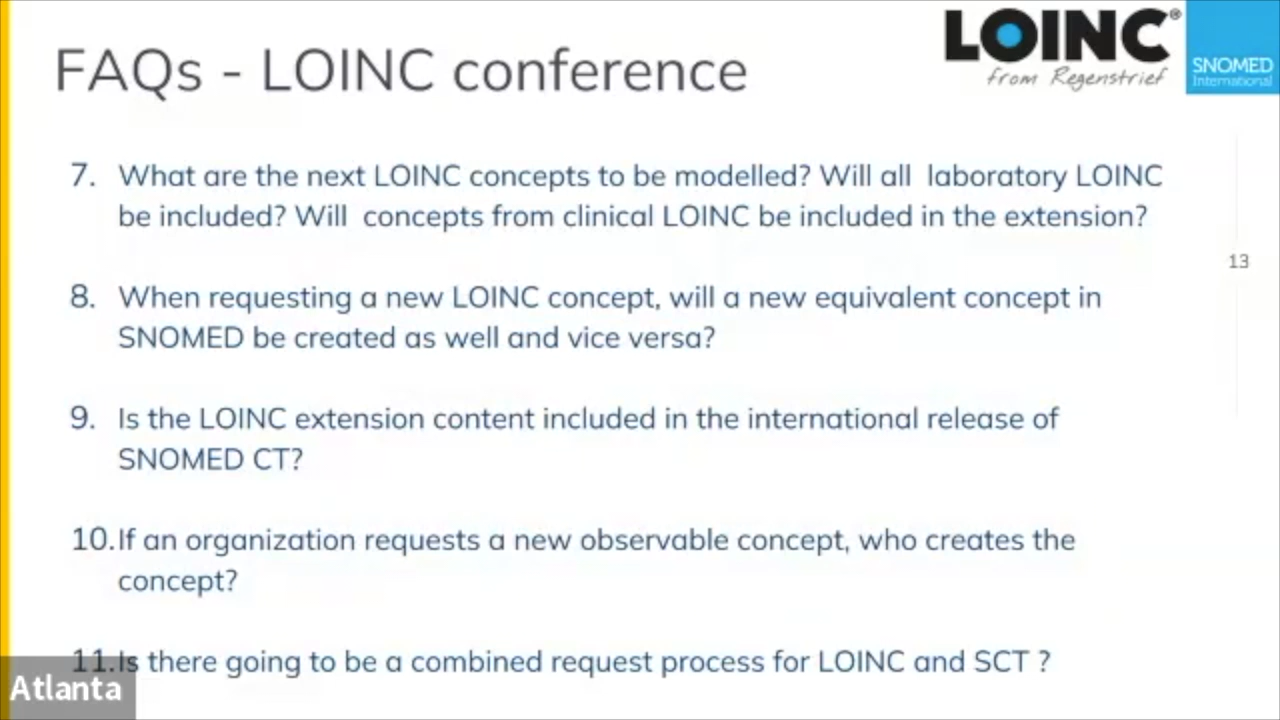 FAQs - LOINC conference
LOINC®
from Regenstrief
SNOMED
International
7. What are the next LOINC concepts to be modelled? Will all laboratory LOINC
be included? Will concepts from clinical LOINC be included in the extension?
13
8. When requesting a new LOINC concept, will a new equivalent concept in
SNOMED be created as well and vice versa?
9. Is the LOINC extension content included in the international release of
SNOMED CT?
10. If an organization requests a new observable concept, who creates the
concept?
11. Is there going to be a combined request process for LOINC and SCT ?
Atlanta